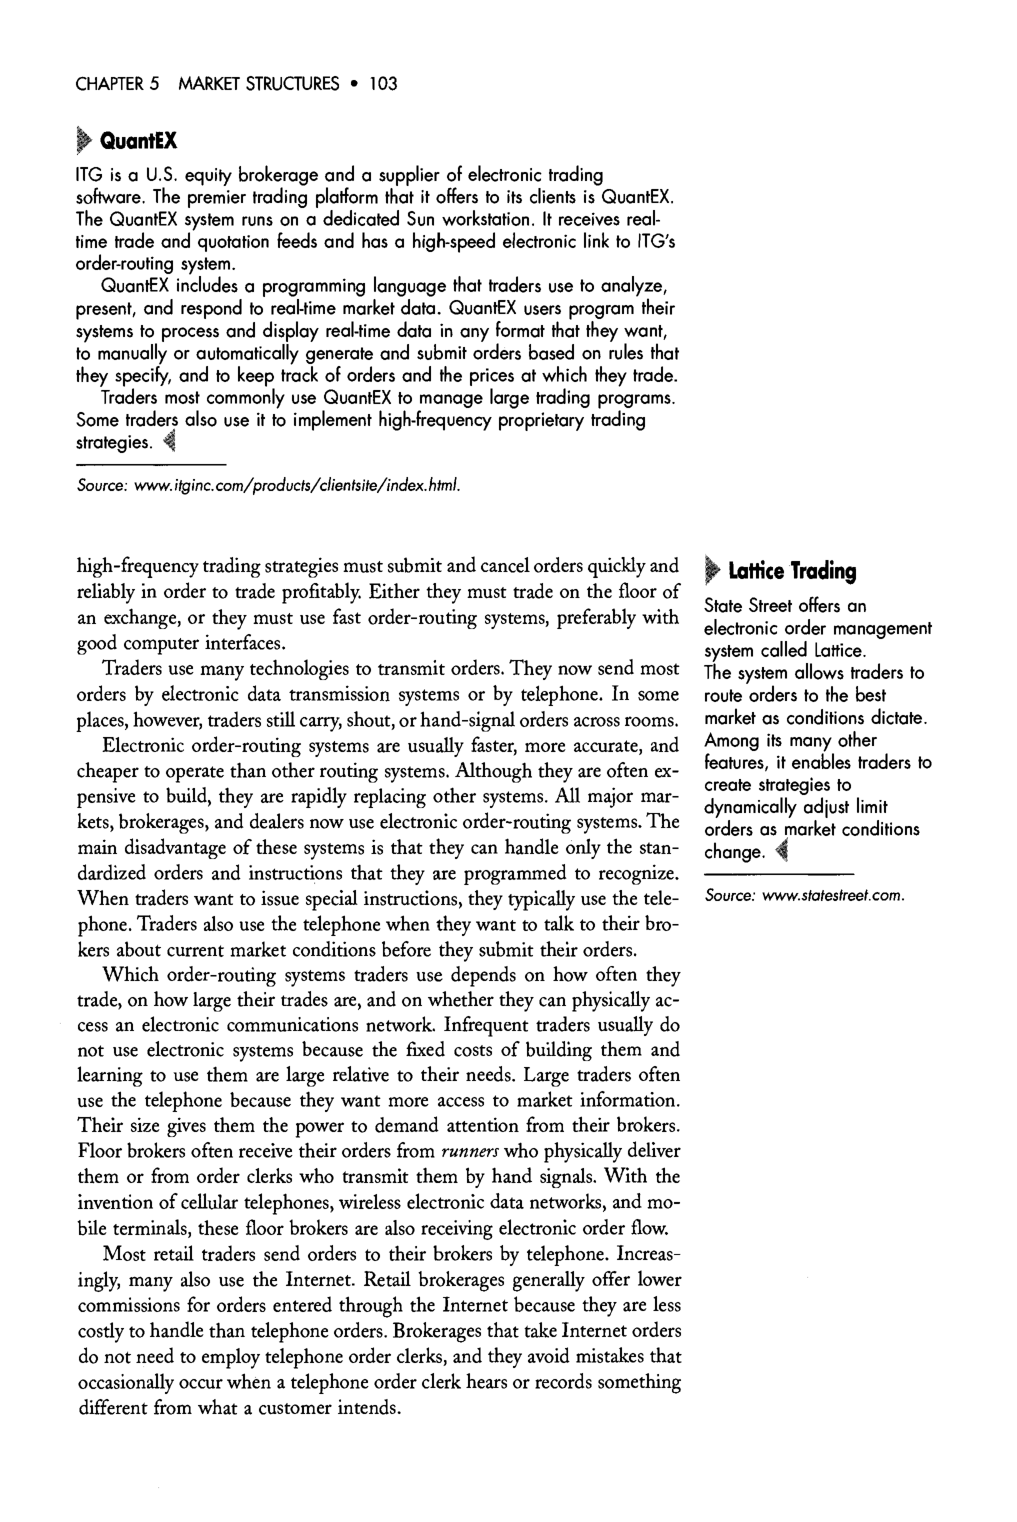 CHAPTER 5 MARKET STRUCTURES • 103
QuantEX
ITG is a U.S. equity brokerage and a supplier of electronic trading
software. The premier trading platform that it offers to its clients is QuantEX.
The QuantEX system runs on a dedicated Sun workstation. It receives real-
time trade and quotation feeds and has a high-speed electronic link to ITG's
order-routing system.
QuantEX includes a programming language that traders use to analyze,
present, and respond to real-time market data. QuantEX users program their
systems to process and display real-time data in any format that they want,
to manually or automatically generate and submit orders based on rules that
they specify, and to keep track of orders and the prices at which they trade.
Traders most commonly use QuantEX to manage large trading programs.
Some traders also use it to implement high-frequency proprietary trading
strategies.
Source: www.itginc.com/products/clientsite/index.html.
high-frequency trading strategies must submit and cancel orders quickly and
reliably in order to trade profitably. Either they must trade on the floor of
an exchange, or they must use fast order-routing systems, preferably with
good computer interfaces.
Traders use many technologies to transmit orders. They now send most
orders by electronic data transmission systems or by telephone. In some
places, however, traders still carry, shout, or hand-signal orders across rooms.
Electronic order-routing systems are usually faster, more accurate, and
cheaper to operate than other routing systems. Although they are often ex-
pensive to build, they are rapidly replacing other systems. All major mar-
kets, brokerages, and dealers now use electronic order-routing systems. The
main disadvantage of these systems is that they can handle only the stan-
dardized orders and instructions that they are programmed to recognize.
When traders want to issue special instructions, they typically use the tele-
phone. Traders also use the telephone when they want to talk to their bro-
kers about current market conditions before they submit their orders.
Which order-routing systems traders use depends on how often they
trade, on how large their trades are, and on whether they can physically ac-
cess an electronic communications network. Infrequent traders usually do
not use electronic systems because the fixed costs of building them and
learning to use them are large relative to their needs. Large traders often
use the telephone because they want more access to market information.
Their size gives them the power to demand attention from their brokers.
Floor brokers often receive their orders from runners who physically deliver
them or from order clerks who transmit them by hand signals. With the
invention of cellular telephones, wireless electronic data networks, and mo-
bile terminals, these floor brokers are also receiving electronic order flow.
Most retail traders send orders to their brokers by telephone. Increas-
ingly, many also use the Internet. Retail brokerages generally offer lower
commissions for orders entered through the Internet because they are less
costly to handle than telephone orders. Brokerages that take Internet orders
do not need to employ telephone order clerks, and they avoid mistakes that
occasionally occur when a telephone order clerk hears or records something
different from what a customer intends.
Lattice Trading
State Street offers an
electronic order management
system called Lattice.
The system allows traders to
route orders to the best
market as conditions dictate.
Among its many other
features, it enables traders to
create strategies to
dynamically adjust limit
orders as market conditions
change.
Source: www.statestreet.com.